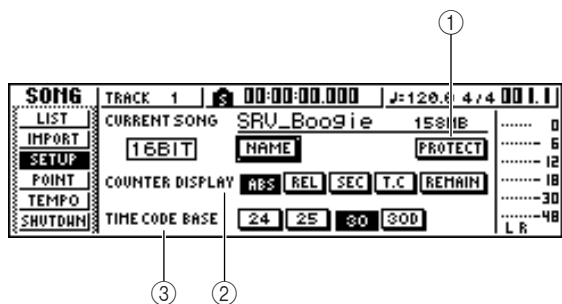 ①
SONG TRACK 1 S 00:00:00.000 ♩=120.0 4/4 001.1
LIST CURRENT SONG SRV_Boogie 158MB 0
IMPORT 16BIT NAME PROTECT 6
SETUP 12
POINT COUNTER DISPLAY ABS REL SEC T.C REMAIN 18
TEMPO 30
SHUTDWN TIME CODE BASE 24 25 30 30D 48
L R
③ ②